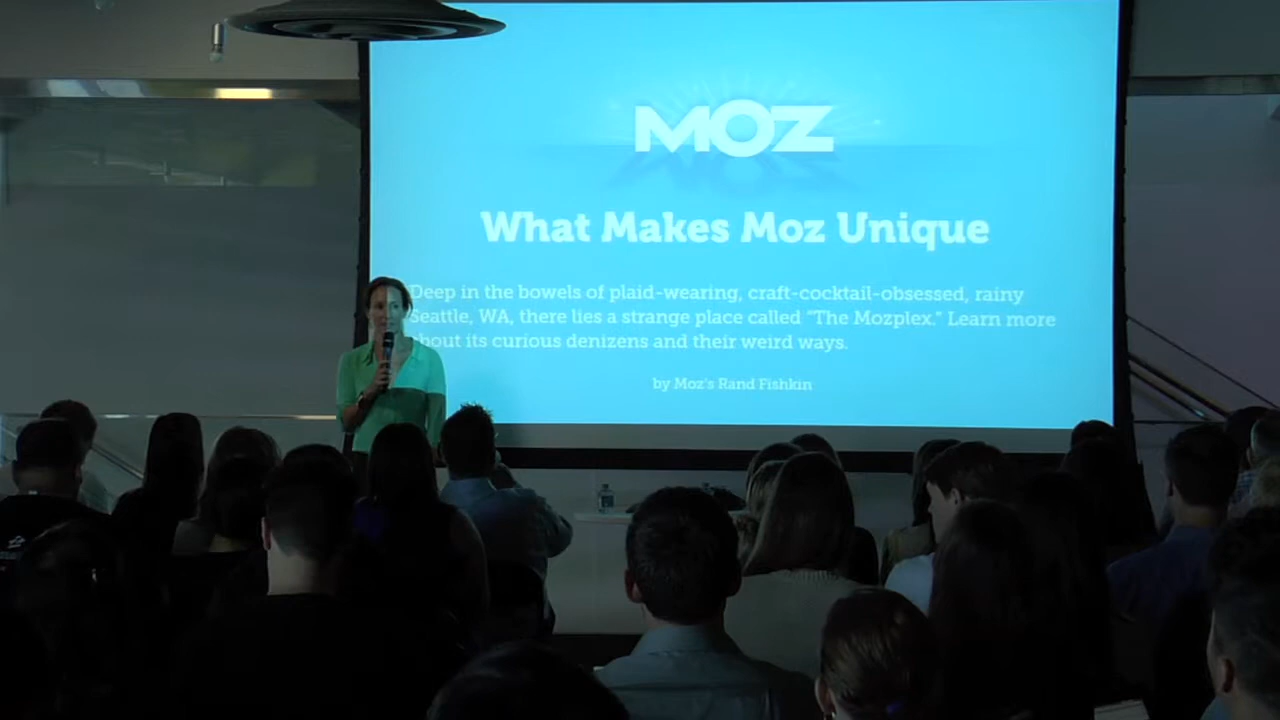 MOZ
What Makes Moz Unique
Deep in the bowels of plaid-wearing, craft-cocktail-obsessed, rainy
Seattle, WA, there lies a strange place called "The Mozplex." Learn more
about its curious denizens and their weird ways.
by Moz's Rand Fishkin